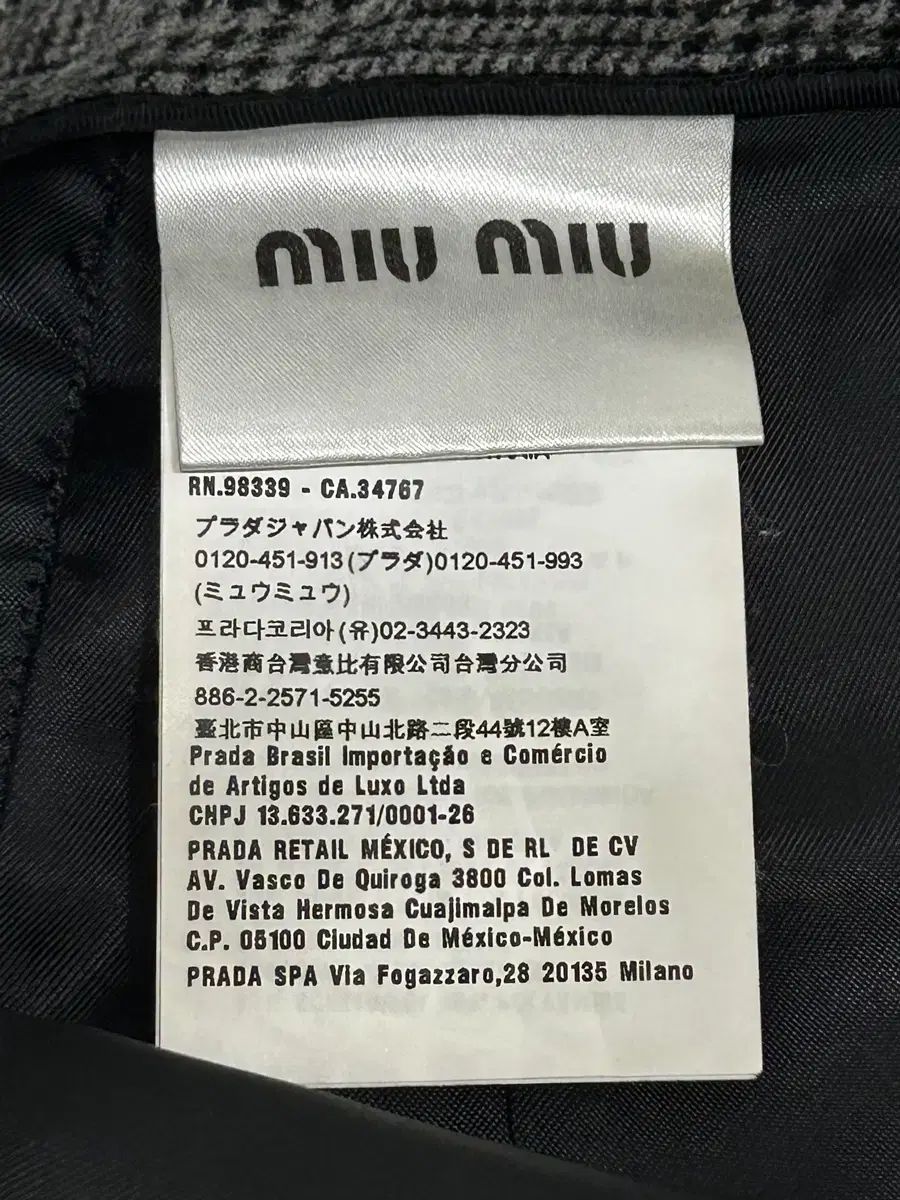 miu miu
RN.98339 - CA.34767
プラダジャパン株式会社
0120-451-913(プラダ)0120-451-993
(ミュウミュウ)
프라다코리아(유)02-3443-2323
香港商台灣意比有限公司台灣分公司
886-2-2571-5255
臺北市中山區中山北路二段44號12樓A室
Prada Brasil Importação e Comércio
de Artigos de Luxo Ltda
CNPJ 13.633.271/0001-26
PRADA RETAIL MÉXICO, S DE RL DE CV
AV. Vasco De Quiroga 3800 Col. Lomas
De Vista Hermosa Cuajimalpa De Morelos
C.P. 05100 Ciudad De México-México
PRADA SPA Via Fogazzaro,28 20135 Milano